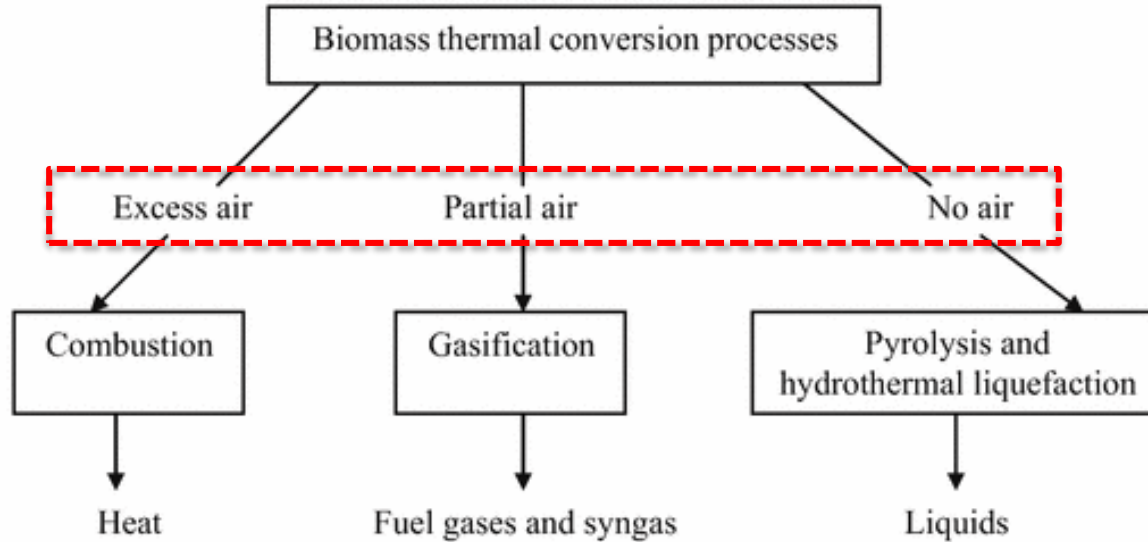 Biomass thermal conversion processes
Excess air
Partial air
No air
Combustion
Gasification
Pyrolysis and
hydrothermal liquefaction
Heat
Fuel gases and syngas
Liquids